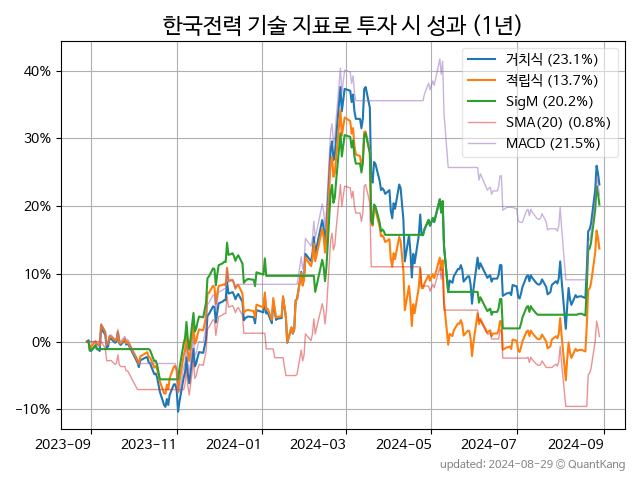 한국전력 기술 지표로 투자 시 성과 (1년)
거치식 (23.1%)
적립식 (13.7%)
SigM (20.2%)
SMA(20) (0.8%)
MACD (21.5%)
40%
30%
20%
10%
0%
−10%
2023-09 2023-11 2024-01 2024-03 2024-05 2024-07 2024-09
updated: 2024-08-29 © QuantKang